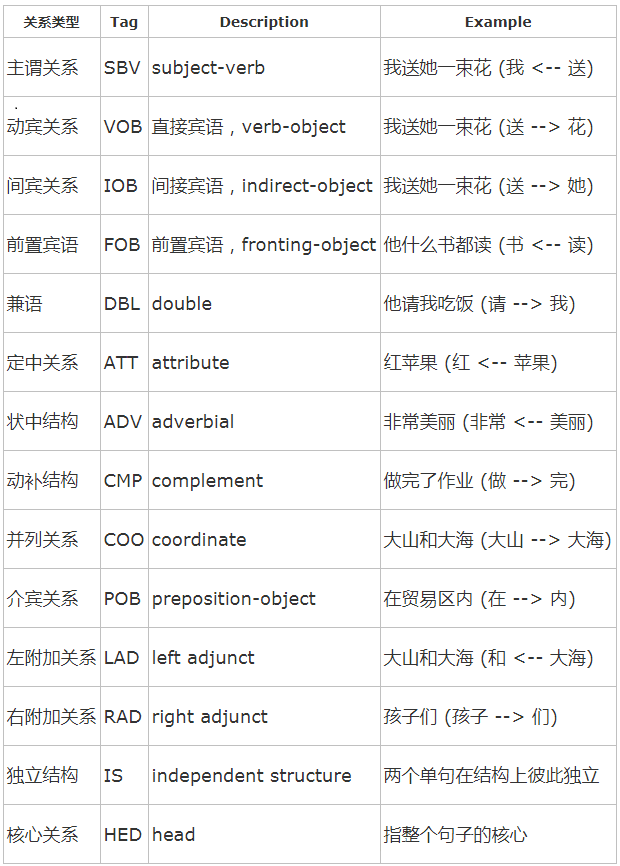 关系类型 Tag Description Example
主谓关系 SBV subject-verb 我送她一束花 (我 <-- 送)
动宾关系 VOB 直接宾语，verb-object 我送她一束花 (送 --> 花)
间宾关系 IOB 间接宾语，indirect-object 我送她一束花 (送 --> 她)
前置宾语 FOB 前置宾语，fronting-object 他什么书都读 (书 <-- 读)
兼语 DBL double 他请我吃饭 (请 --> 我)
定中关系 ATT attribute 红苹果 (红 <-- 苹果)
状中结构 ADV adverbial 非常美丽 (非常 <-- 美丽)
动补结构 CMP complement 做完了作业 (做 --> 完)
并列关系 COO coordinate 大山和大海 (大山 --> 大海)
介宾关系 POB preposition-object 在贸易区内 (在 --> 内)
左附加关系 LAD left adjunct 大山和大海 (和 <-- 大海)
右附加关系 RAD right adjunct 孩子们 (孩子 --> 们)
独立结构 IS independent structure 两个单句在结构上彼此独立
核心关系 HED head 指整个句子的核心